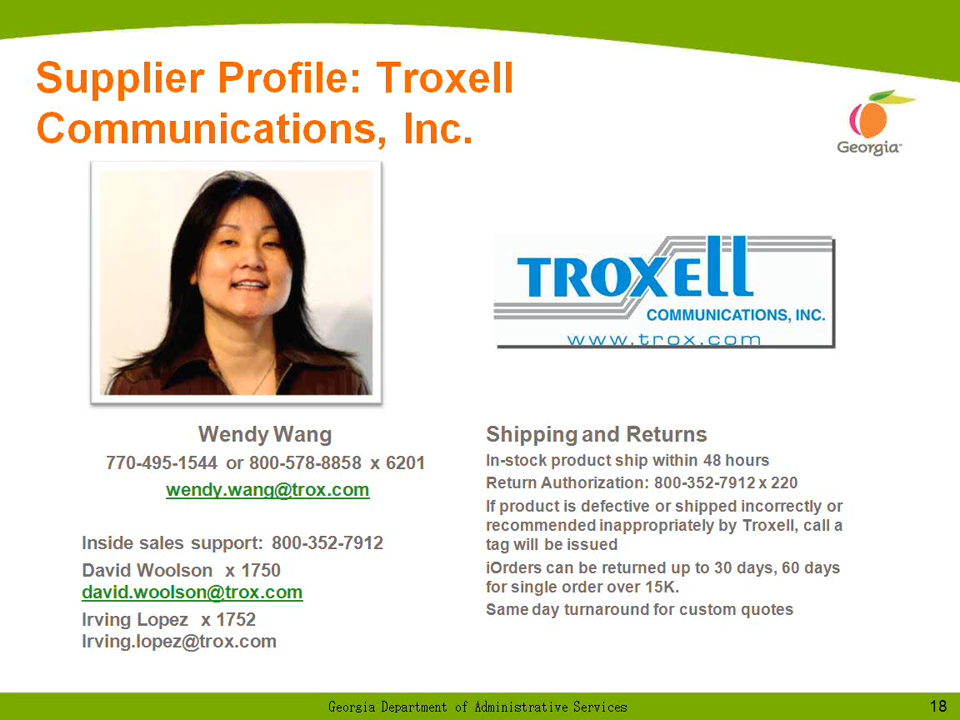 Supplier Profile: Troxell
Communications, Inc.
Georgia™
TROXELL
COMMUNICATIONS, INC.
www.trox.com
Wendy Wang
770-495-1544 or 800-578-8858 x 6201
wendy.wang@trox.com
Inside sales support: 800-352-7912
David Woolson x 1750
david.woolson@trox.com
Irving Lopez x 1752
Irving.lopez@trox.com
Shipping and Returns
In-stock product ship within 48 hours
Return Authorization: 800-352-7912 x 220
If product is defective or shipped incorrectly or
recommended inappropriately by Troxell, call a
tag will be issued
iOrders can be returned up to 30 days, 60 days
for single order over 15K.
Same day turnaround for custom quotes
Georgia Department of Administrative Services
18